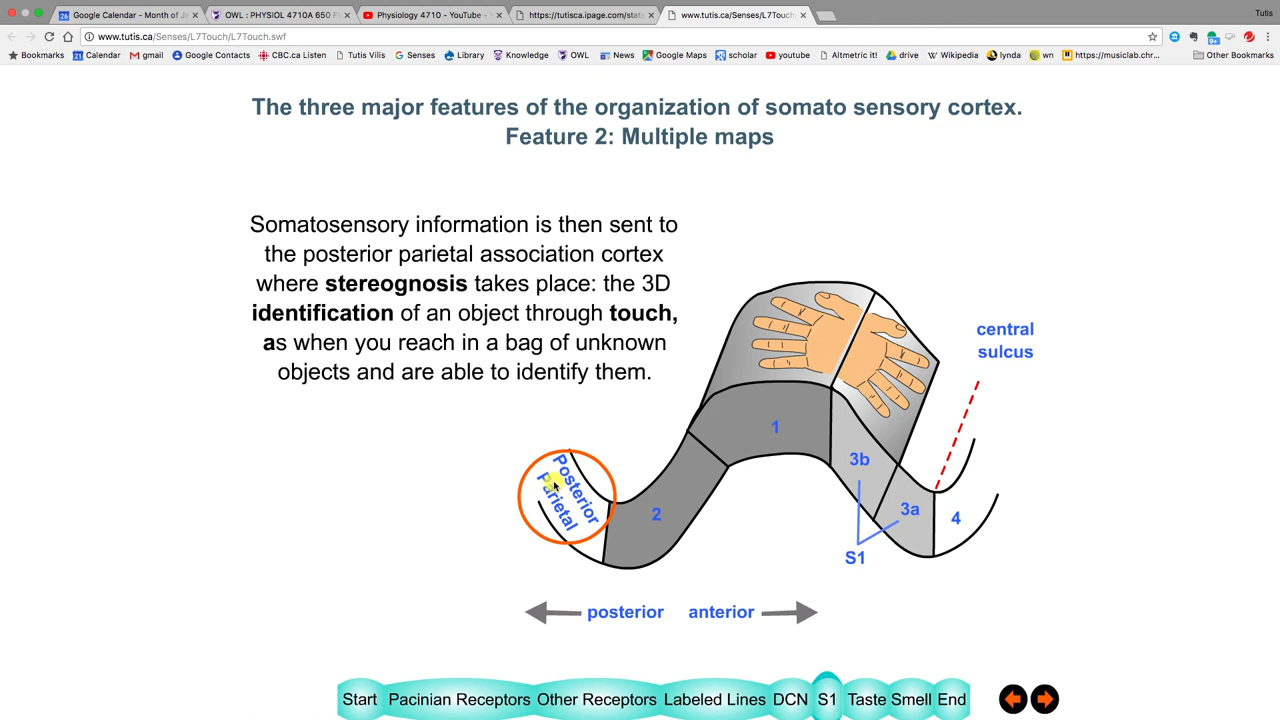 Google Calendar - Month of Ja
OWL : PHYSIOL 4710A 650 F
Physiology 4710 - YouTube -
https://tutisca.ipage.com/stats
www.tutis.ca/Senses/L7Touch/
Tutis
www.tutis.ca/Senses/L7Touch/L7Touch.swf
Bookmarks Calendar gmail Google Contacts CBC.ca Listen Tutis Vilis Senses Library Knowledge OWL News Google Maps scholar youtube Altmetric it! drive Wikipedia lynda wn https://musiclab.chr... Other Bookmarks
The three major features of the organization of somato sensory cortex.
Feature 2: Multiple maps
Somatosensory information is then sent to
the posterior parietal association cortex
where stereognosis takes place: the 3D
identification of an object through touch,
as when you reach in a bag of unknown
objects and are able to identify them.
central
sulcus
1
3b
Posterior
Parietal
2
3a
4
S1
posterior anterior
Start Pacinian Receptors Other Receptors Labeled Lines DCN S1 Taste Smell End